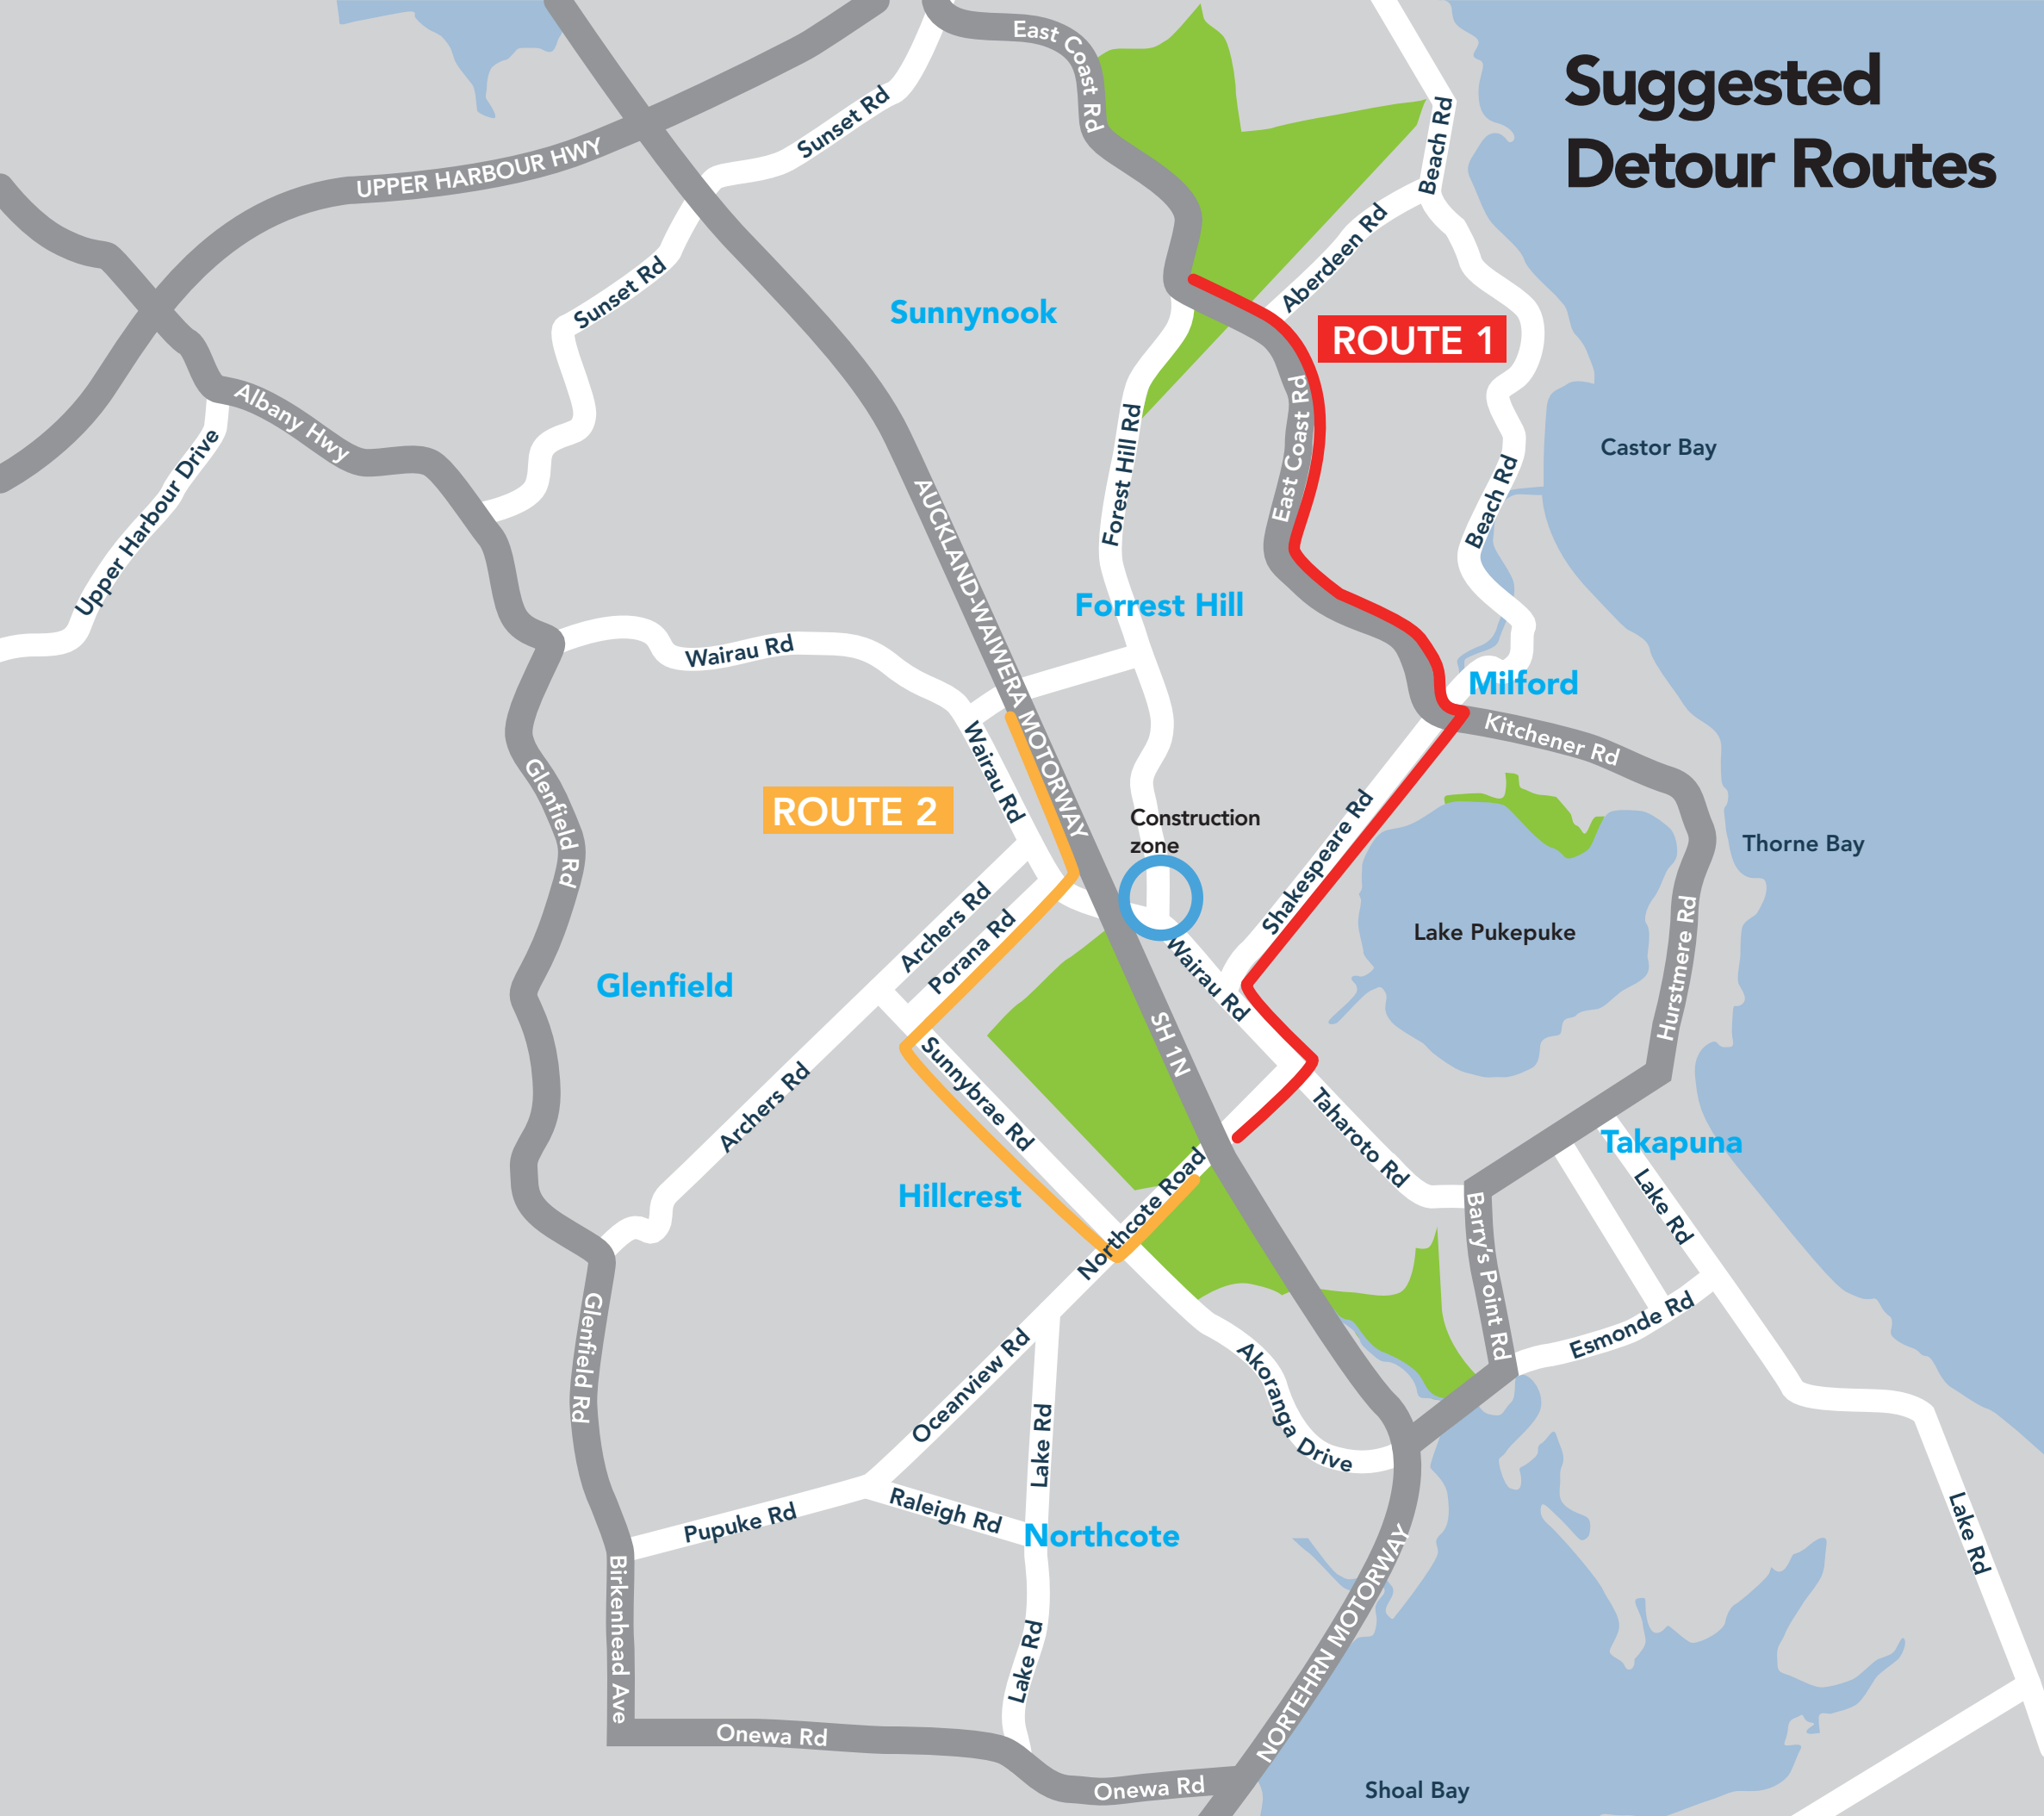 Suggested
Detour Routes
East Coast Rd
Sunset Rd
Beach Rd
UPPER HARBOUR HWY
Aberdeen Rd
Sunset Rd
Sunnynook
ROUTE 1
East Coast Rd
Albany Hwy
Forest Hill Rd
Castor Bay
Upper Harbour Drive
Beach Rd
AUCKLAND-WAIWERA MOTORWAY
Forrest Hill
Wairau Rd
Milford
Kitchener Rd
Wairau Rd
Glenfield Rd
ROUTE 2
Construction
zone
Shakespeare Rd
Thorne Bay
Archers Rd
Porana Rd
Lake Pukepuke
Wairau Rd
Hurstmere Rd
Glenfield
SH 1N
Sunnybrae Rd
Archers Rd
Taharoto Rd
Takapuna
Hillcrest
Northcote Road
Lake Rd
Barry's Point Rd
Glenfield Rd
Esmonde Rd
Oceanview Rd
Akoranga Drive
Lake Rd
Pupuke Rd
Raleigh Rd
Northcote
Lake Rd
NORTEHRN MOTORWAY
Birkenhead Ave
Lake Rd
Onewa Rd
Onewa Rd
Shoal Bay